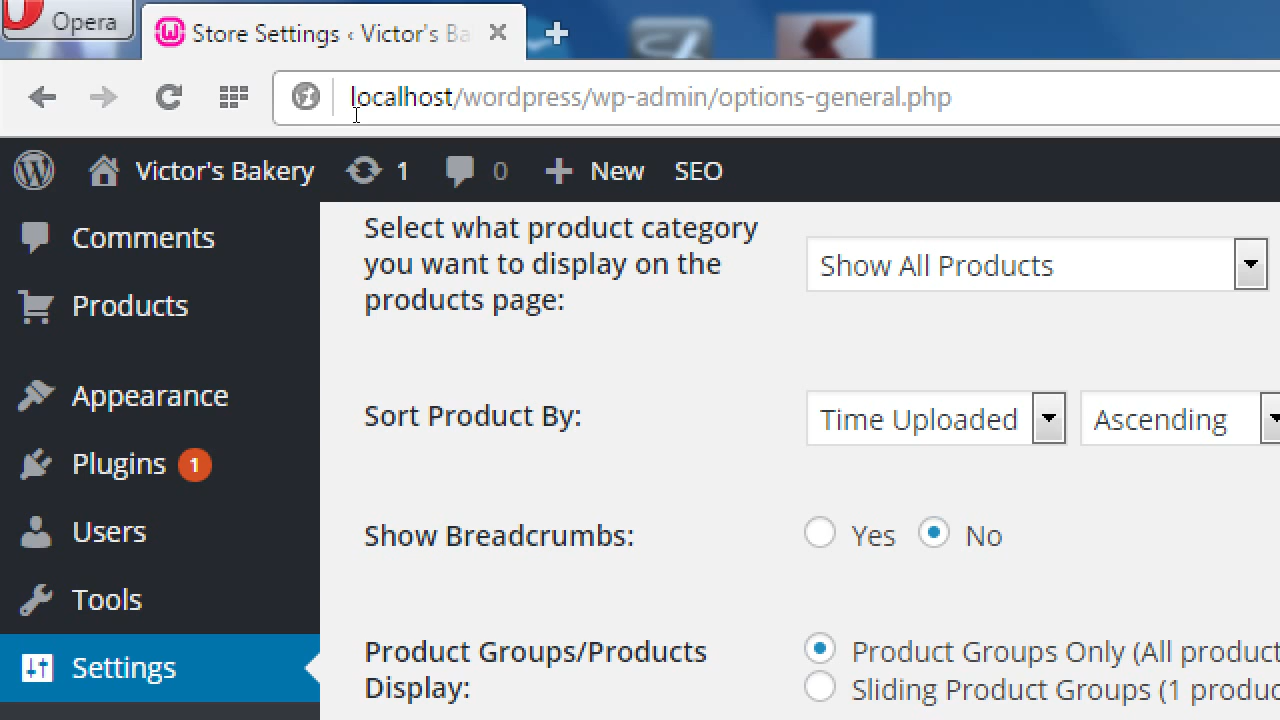 Opera
Store Settings ‹ Victor's Ba
localhost/wordpress/wp-admin/options-general.php
Victor's Bakery 1 0 New SEO
Comments
Products
Appearance
Plugins 1
Users
Tools
Settings
Select what product category
you want to display on the
products page:
Show All Products
Sort Product By:
Time Uploaded Ascending
Show Breadcrumbs:
Yes No
Product Groups/Products
Display:
Product Groups Only (All product
Sliding Product Groups (1 produc